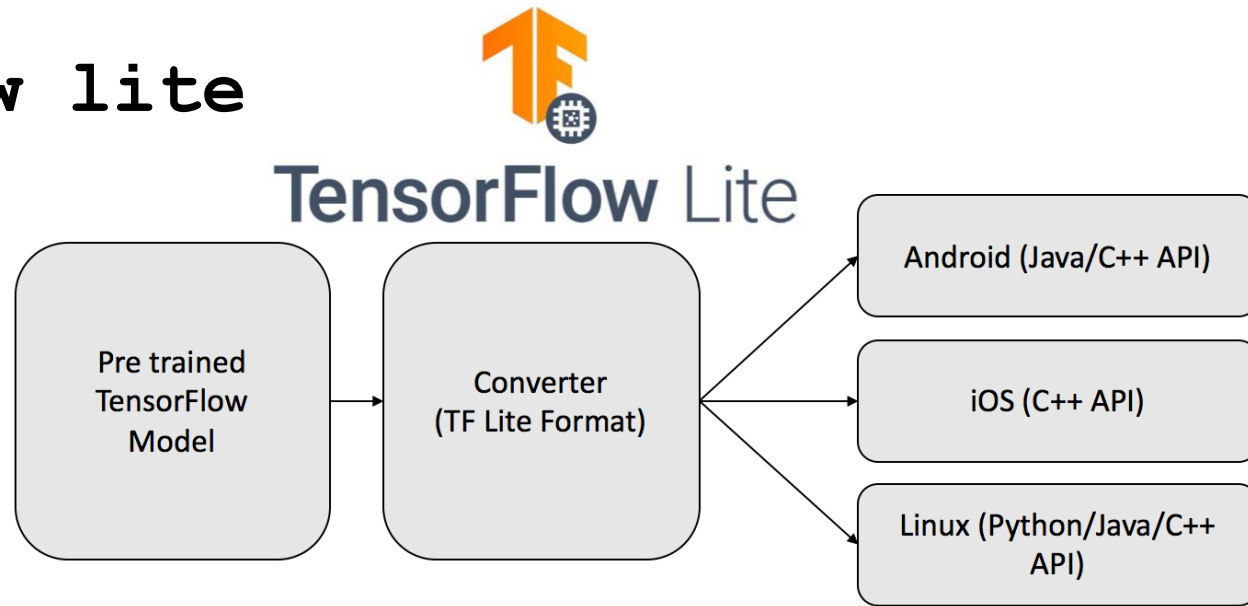 w lite
TensorFlow Lite
Pre trained
TensorFlow
Model
Converter
(TF Lite Format)
Android (Java/C++ API)
iOS (C++ API)
Linux (Python/Java/C++
API)